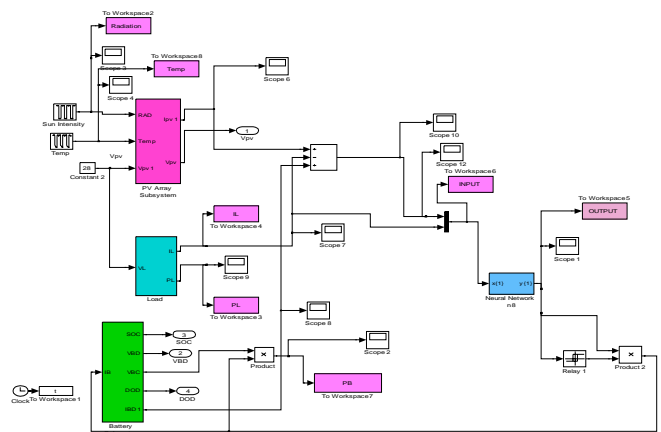 To Workspace2
Radiation
Scope 3
To Workspace8
Temp
Scope 4
Scope 6
Sun Intensity
RAD
Ipv 1
1
Vpv
Temp
Temp
Vpv
Vpv
Vpv 1
28
Constant 2
PV Array
Subsystem
+
−
+
Scope 10
Scope 12
To Workspace6
INPUT
To Workspace5
OUTPUT
Scope 1
IL
To Workspace4
Scope 7
IL
VL
PL
Load
Scope 9
PL
To Workspace3
x(1)
y(1)
Neural Network
n8
Scope 8
SOC
3
SOC
VBD
2
VBD
IB
VBC
×
Product
Scope 2
Relay 1
×
Product 2
DOD
4
DOD
PB
To Workspace7
IBD 1
Battery
Clock
1
To Workspace1